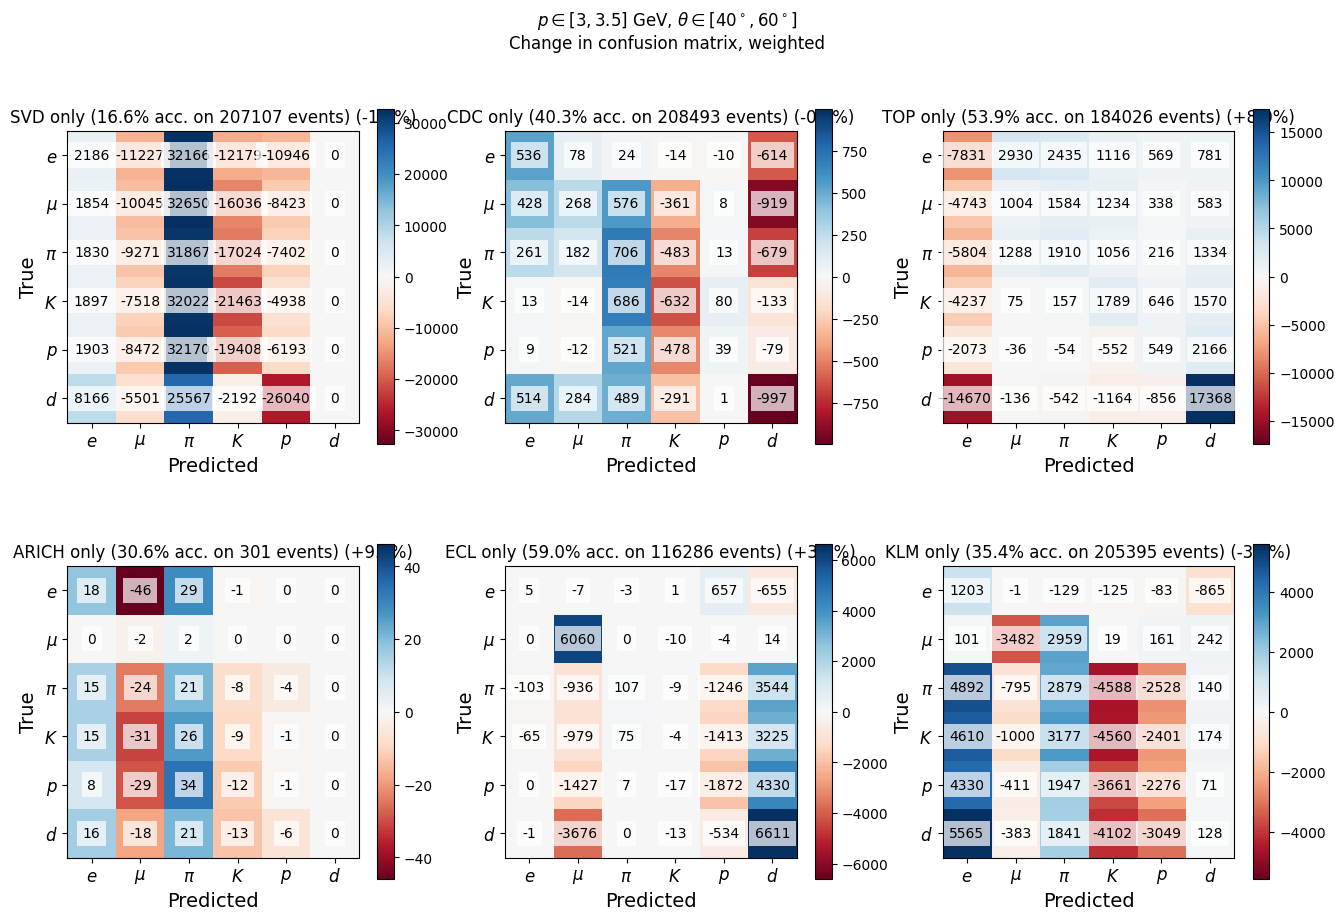 p ∈ [3, 3.5] GeV, θ ∈ [40°, 60°]
Change in confusion matrix, weighted
SVD only (16.6% acc. on 207107 events)
e 2186 -11227 32166 -12179 -10946 0
μ 1854 -10045 32650 -16036 -8423 0
π 1830 -9271 31867 -17024 -7402 0
K 1897 -7518 32022 -21463 -4938 0
p 1903 -8472 32170 -19408 -6193 0
d 8166 -5501 25567 -2192 -26040 0
e μ π K p d
True
Predicted
30000
20000
10000
0
−10000
−20000
−30000
CDC only (40.3% acc. on 208493 events)
e 536 78 24 -14 -10 -614
μ 428 268 576 -361 8 -919
π 261 182 706 -483 13 -679
K 13 -14 686 -632 80 -133
p 9 -12 521 -478 39 -79
d 514 284 489 -291 1 -997
e μ π K p d
True
Predicted
750
500
250
0
−250
−500
−750
TOP only (53.9% acc. on 184026 events)
e -7831 2930 2435 1116 569 781
μ -4743 1004 1584 1234 338 583
π -5804 1288 1910 1056 216 1334
K -4237 75 157 1789 646 1570
p -2073 -36 -54 -552 549 2166
d -14670 -136 -542 -1164 -856 17368
e μ π K p d
True
Predicted
15000
10000
5000
0
−5000
−10000
−15000
ARICH only (30.6% acc. on 301 events)
e 18 -46 29 -1 0 0
μ 0 -2 2 0 0 0
π 15 -24 21 -8 -4 0
K 15 -31 26 -9 -1 0
p 8 -29 34 -12 -1 0
d 16 -18 21 -13 -6 0
e μ π K p d
True
Predicted
40
20
0
−20
−40
ECL only (59.0% acc. on 116286 events)
e 5 -7 -3 1 657 -655
μ 0 6060 0 -10 -4 14
π -103 -936 107 -9 -1246 3544
K -65 -979 75 -4 -1413 3225
p 0 -1427 7 -17 -1872 4330
d -1 -3676 0 -13 -534 6611
e μ π K p d
True
Predicted
6000
4000
2000
0
−2000
−4000
−6000
KLM only (35.4% acc. on 205395 events)
e 1203 -1 -129 -125 -83 -865
μ 101 -3482 2959 19 161 242
π 4892 -795 2879 -4588 -2528 140
K 4610 -1000 3177 -4560 -2401 174
p 4330 -411 1947 -3661 -2276 71
d 5565 -383 1841 -4102 -3049 128
e μ π K p d
True
Predicted
4000
2000
0
−2000
−4000